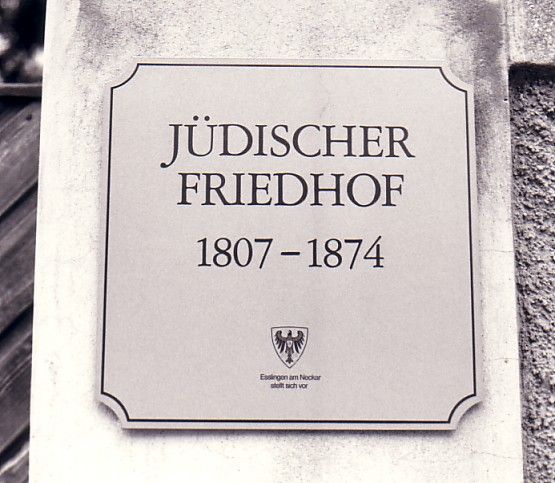 JÜDISCHER
FRIEDHOF
1807 – 1874
Esslingen am Neckar
stellt sich vor